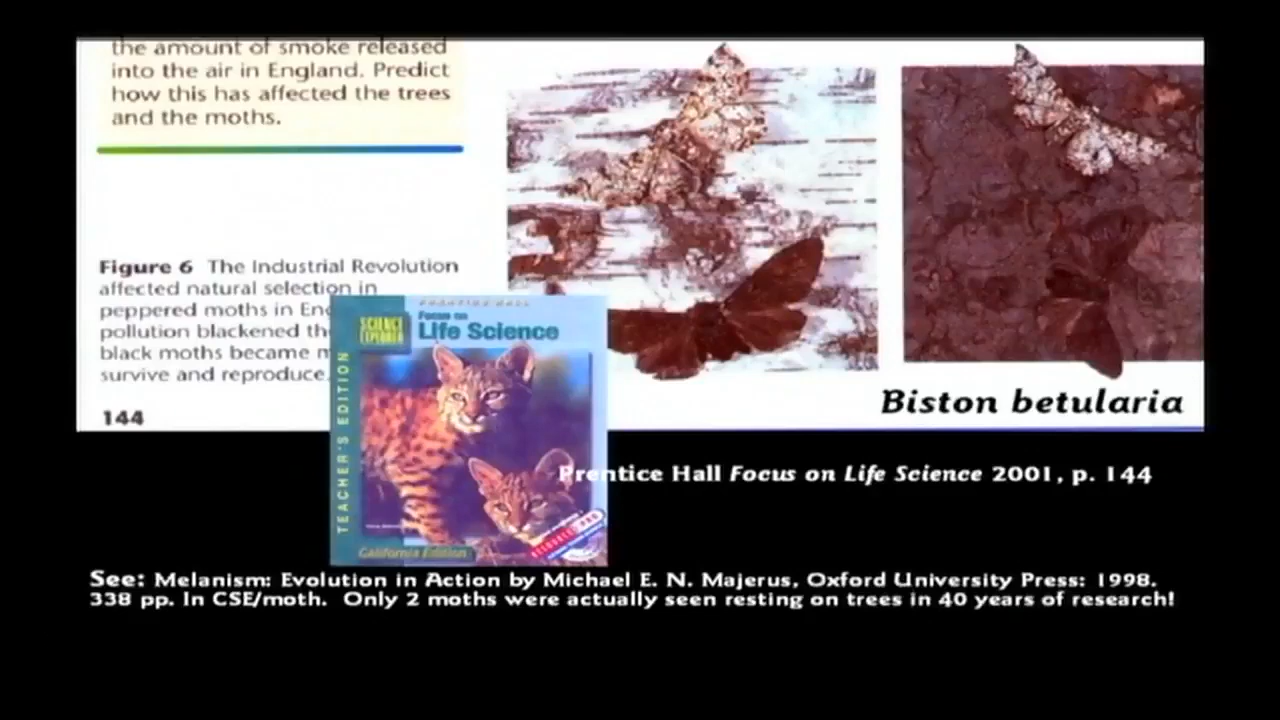 the amount of smoke released
into the air in England. Predict
how this has affected the trees
and the moths.
Figure 6 The Industrial Revolution
affected natural selection in
peppered moths in
pollution blackened
black moths became
survive and reproduce.
144
PRENTICE HALL
SCIENCE EXPLORER
Focus on
Life Science
TEACHER'S EDITION
California Edition
Biston betularia
Prentice Hall Focus on Life Science 2001, p. 144
See: Melanism: Evolution in Action by Michael E. N. Majerus, Oxford University Press: 1998.
338 pp. In CSE/moth. Only 2 moths were actually seen resting on trees in 40 years of research!